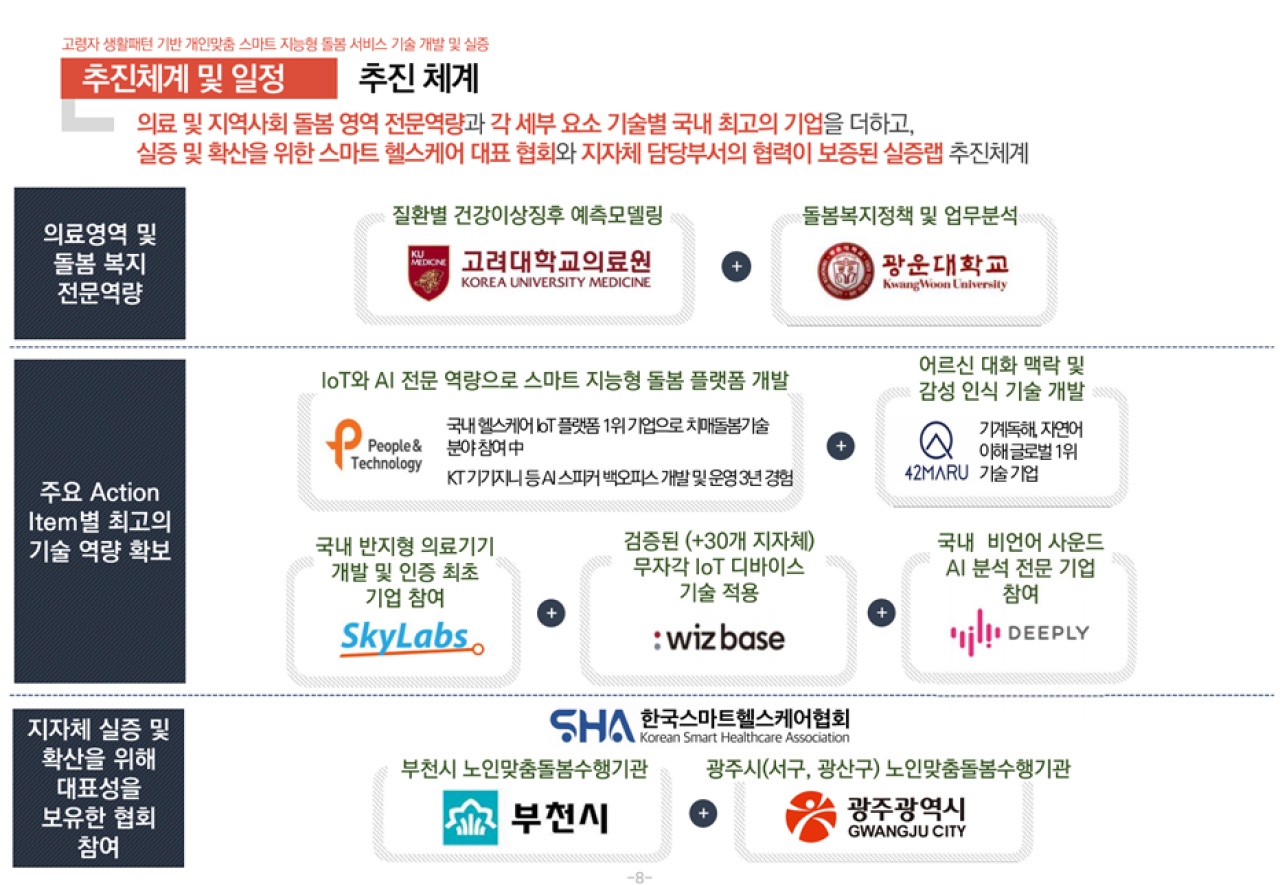 고령자 생활패턴 기반 개인맞춤 스마트 지능형 돌봄 서비스 기술 개발 및 실증
추진체계 및 일정
추진 체계
의료 및 지역사회 돌봄 영역 전문역량과 각 세부 요소 기술별 국내 최고의 기업을 더하고,
실증 및 확산을 위한 스마트 헬스케어 대표 협회와 지자체 담당부서의 협력이 보증된 실증랩 추진체계
의료영역 및
돌봄 복지
전문역량
질환별 건강이상징후 예측모델링
KU
MEDICINE
고려대학교의료원
KOREA UNIVERSITY MEDICINE
+
돌봄복지정책 및 업무분석
광운대학교
KwangWoon University
주요 Action
Item별 최고의
기술 역량 확보
IoT와 AI 전문 역량으로 스마트 지능형 돌봄 플랫폼 개발
People &
Technology
국내 헬스케어 IoT 플랫폼 1위 기업으로 치매돌봄기술
분야 참여 中
KT 기기지니 등 AI 스피커 백오피스 개발 및 운영 3년 경험
+
어르신 대화 맥락 및
감성 인식 기술 개발
42MARU
기계독해, 자연어
이해 글로벌 1위
기술 기업
국내 반지형 의료기기
개발 및 인증 최초
기업 참여
SkyLabs
+
검증된 (+30개 지자체)
무자각 IoT 디바이스
기술 적용
:wizbase
+
국내 비언어 사운드
AI 분석 전문 기업
참여
DEEPLY
지자체 실증 및
확산을 위해
대표성을
보유한 협회
참여
SHA 한국스마트헬스케어협회
Korean Smart Healthcare Association
부천시 노인맞춤돌봄수행기관
부천시
+
광주시(서구, 광산구) 노인맞춤돌봄수행기관
광주광역시
GWANGJU CITY
-8-